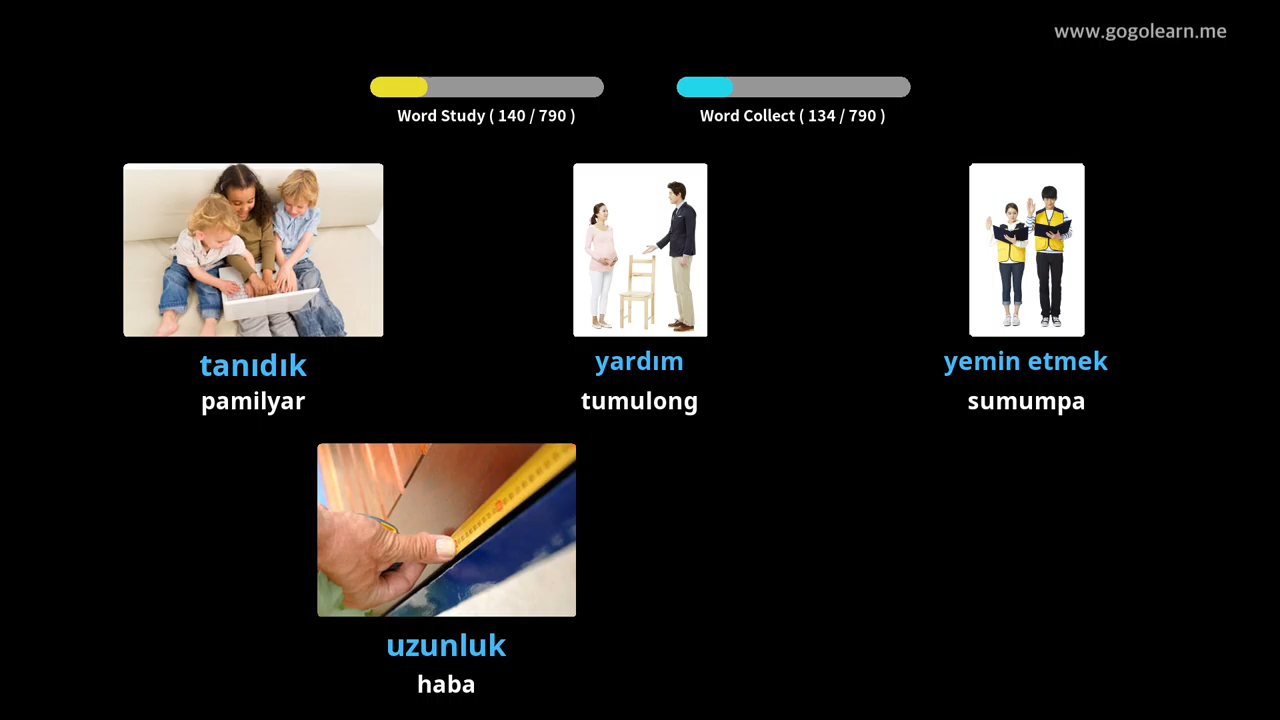 www.gogolearn.me
Word Study ( 140 / 790 )
Word Collect ( 134 / 790 )
tanıdık
pamilyar
yardım
tumulong
yemin etmek
sumumpa
uzunluk
haba